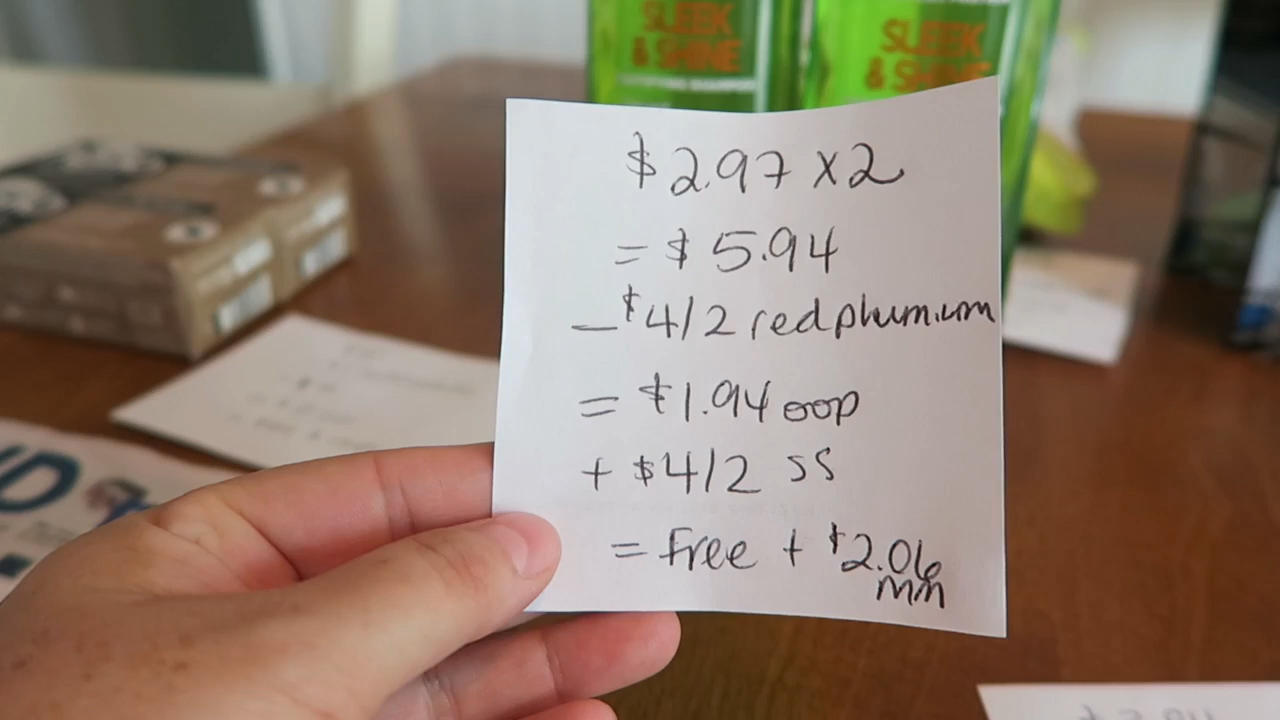 SLEEK
& SHINE
SLEEK
& SHINE
$2.97 x2
= $5.94
- $4/2 redplum.com
= $1.94 oop
+ $4/2 SS
= Free + $2.06
mm